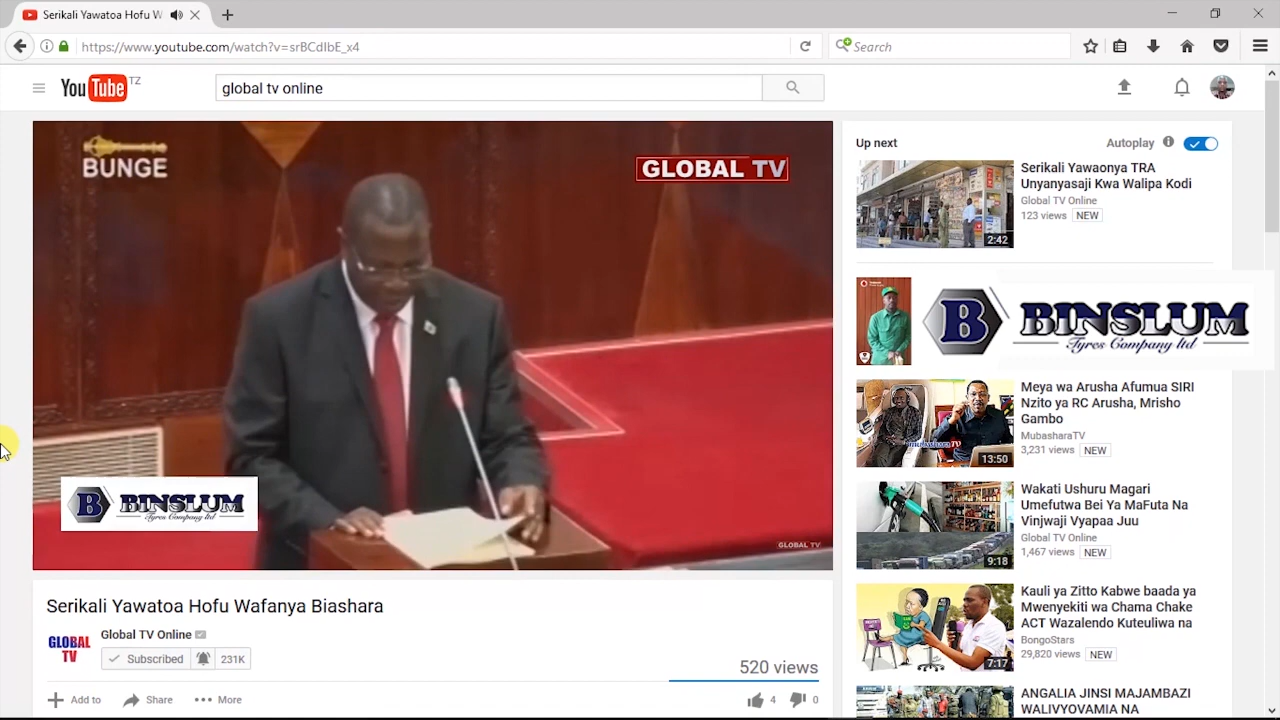 Serikali Yawatoa Hofu W
https://www.youtube.com/watch?v=srBCdIbE_x4
Search
YouTube TZ
global tv online
BUNGE
GLOBAL TV
B BINSLUM
Tyres Company ltd
GLOBAL TV
Serikali Yawatoa Hofu Wafanya Biashara
GLOBAL TV
Global TV Online
Subscribed 231K
520 views
Add to Share More 4 0
Up next Autoplay
Serikali Yawaonya TRA
Unyanyasaji Kwa Walipa Kodi
Global TV Online
123 views NEW
2:42
B BINSLUM
Tyres Company ltd
Meya wa Arusha Afumua SIRI
Nzito ya RC Arusha, Mrisho
Gambo
MubasharaTV
3,231 views NEW
13:50
Wakati Ushuru Magari
Umefutwa Bei Ya MaFuta Na
Vinjwaji Vyapaa Juu
Global TV Online
1,467 views NEW
9:18
Kauli ya Zitto Kabwe baada ya
Mwenyekiti wa Chama Chake
ACT Wazalendo Kuteuliwa na
BongoStars
29,820 views NEW
7:17
ANGALIA JINSI MAJAMBAZI
WALIVYOVAMIA NA